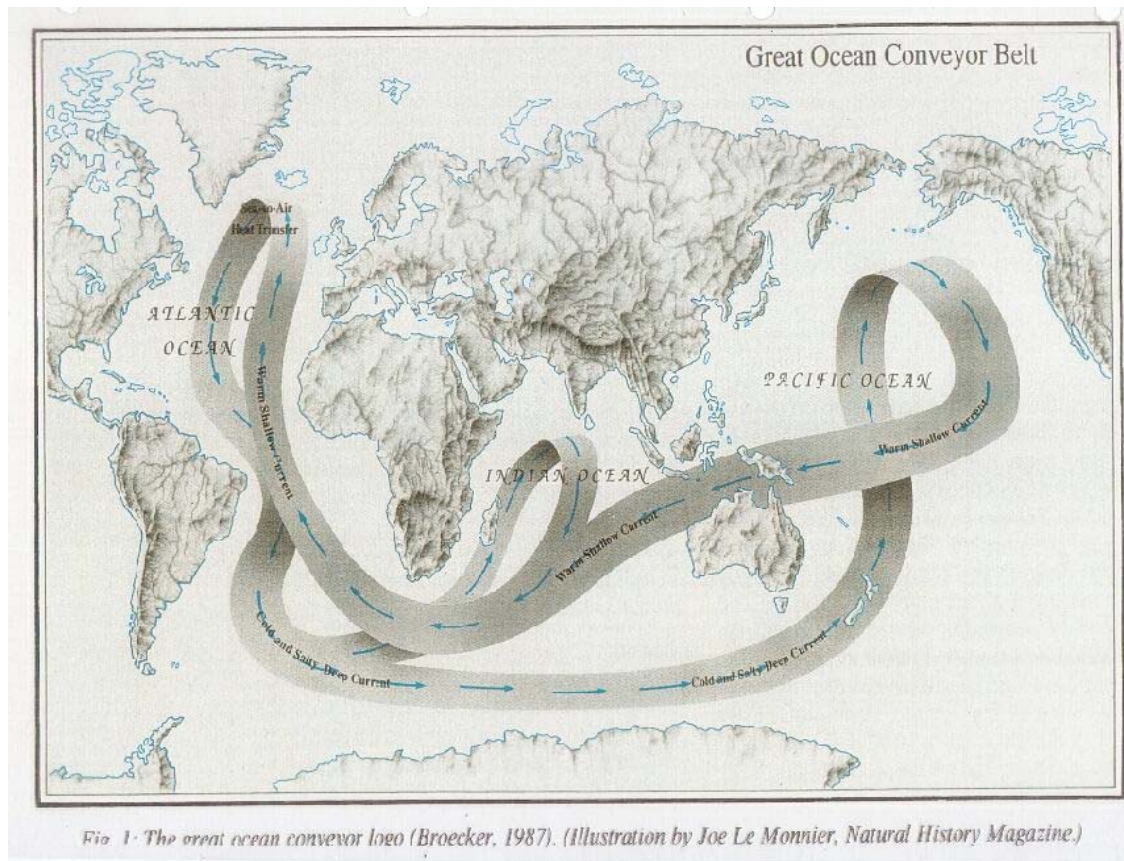 Great Ocean Conveyor Belt
Sea-to-Air
Heat Transfer
ATLANTIC
OCEAN
Warm Shallow Current
PACIFIC OCEAN
Warm Shallow Current
INDIAN OCEAN
Warm Shallow Current
Cold and Salty Deep Current
Cold and Salty Deep Current
Fig. 1: The great ocean conveyor logo (Broecker, 1987). (Illustration by Joe Le Monnier, Natural History Magazine.)